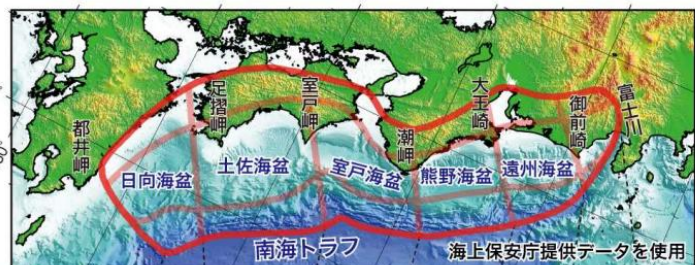 都井岬
足摺岬
室戸岬
潮岬
大王崎
御前崎
富士川
日向海盆
土佐海盆
室戸海盆
熊野海盆
遠州海盆
南海トラフ
海上保安庁提供データを使用